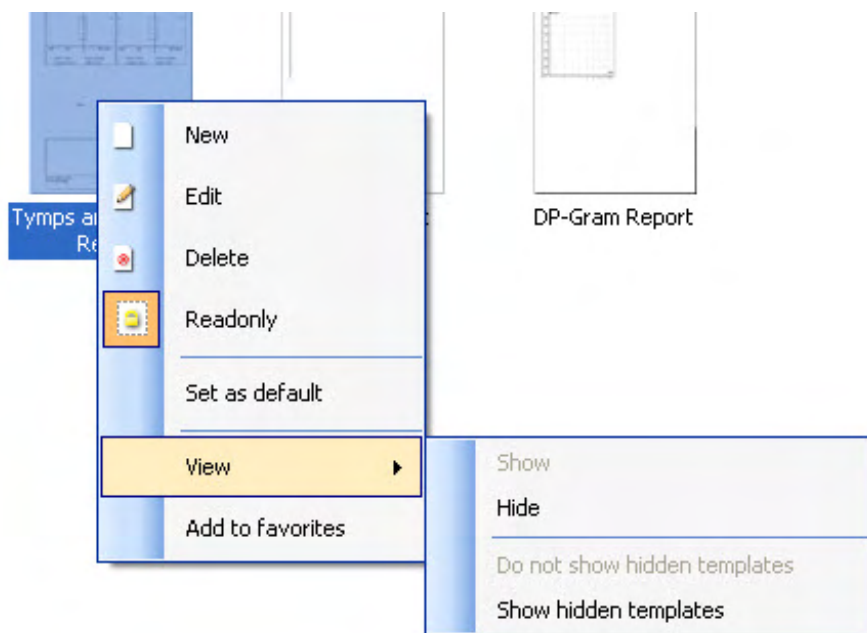 Tymps a
Re
DP-Gram Report
New
Edit
Delete
Readonly
Set as default
View
Add to favorites
Show
Hide
Do not show hidden templates
Show hidden templates